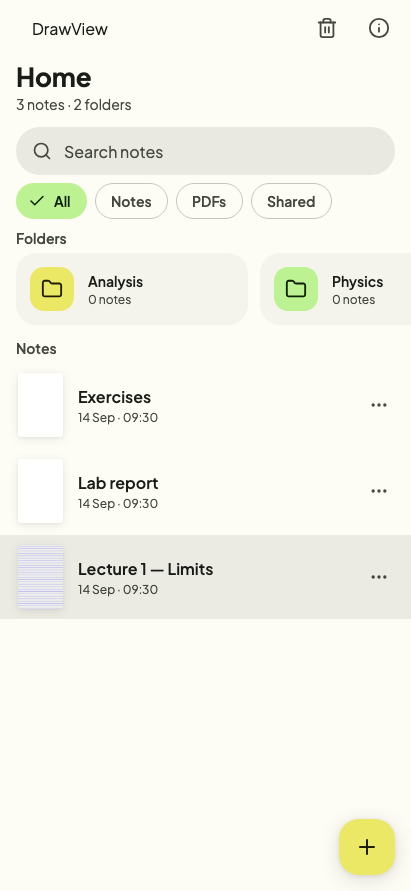 DrawView
Home
3 notes · 2 folders
Search notes
All
Notes
PDFs
Shared
Folders
Analysis
0 notes
Physics
0 notes
Notes
Exercises
14 Sep · 09:30
Lab report
14 Sep · 09:30
Lecture 1 — Limits
14 Sep · 09:30